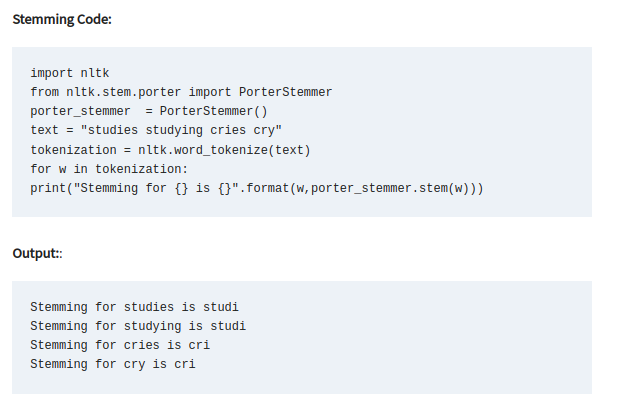 Stemming Code:
import nltk
from nltk.stem.porter import PorterStemmer
porter_stemmer  = PorterStemmer()
text = "studies studying cries cry"
tokenization = nltk.word_tokenize(text)
for w in tokenization:
print("Stemming for {} is {}".format(w,porter_stemmer.stem(w)))
Output::
Stemming for studies is studi
Stemming for studying is studi
Stemming for cries is cri
Stemming for cry is cri